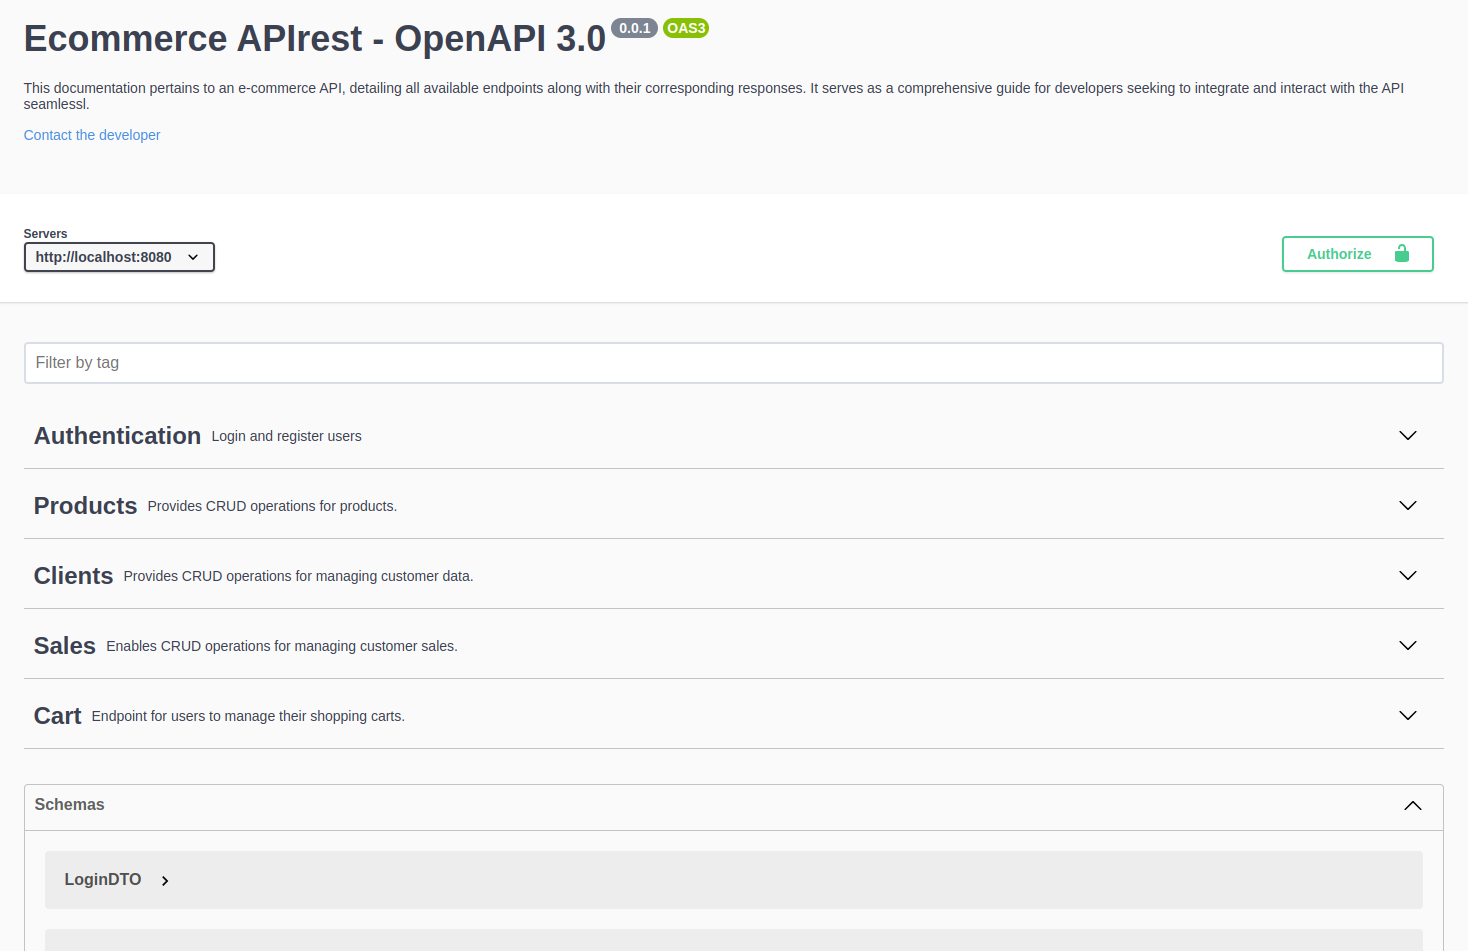 Ecommerce APIrest - OpenAPI 3.0 0.0.1 OAS3
This documentation pertains to an e-commerce API, detailing all available endpoints along with their corresponding responses. It serves as a comprehensive guide for developers seeking to integrate and interact with the API
seamlessl.
Contact the developer
Servers
http://localhost:8080
Authorize
Filter by tag
Authentication Login and register users
Products Provides CRUD operations for products.
Clients Provides CRUD operations for managing customer data.
Sales Enables CRUD operations for managing customer sales.
Cart Endpoint for users to manage their shopping carts.
Schemas
LoginDTO